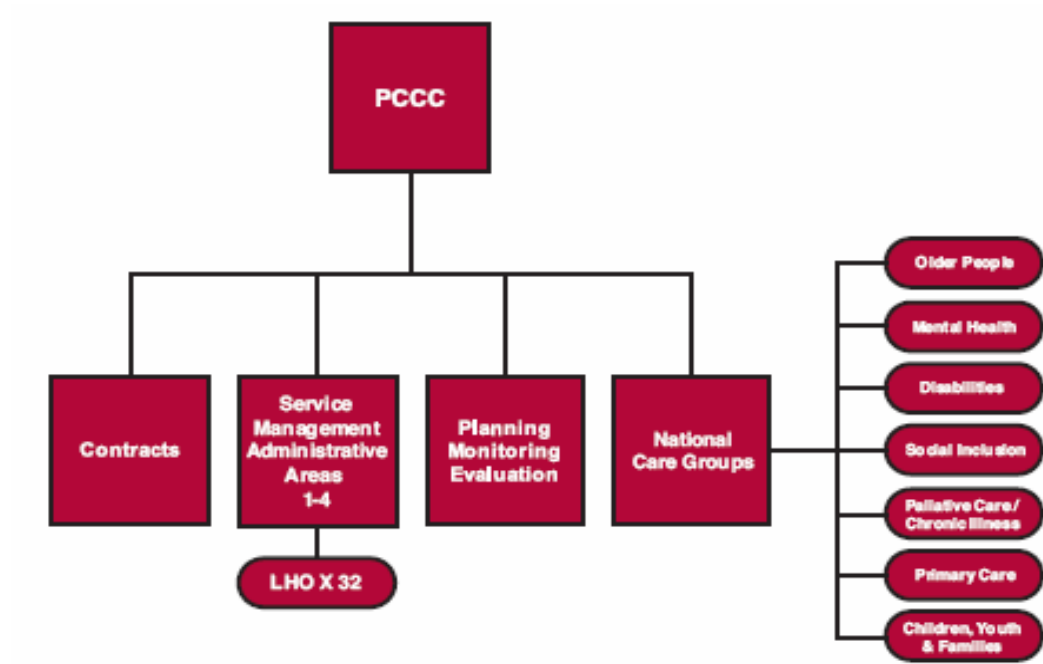 PCCC
Contracts
Service
Management
Administrative
Areas
1-4
Planning
Monitoring
Evaluation
National
Care Groups
LHO X 32
Older People
Mental Health
Disabilities
Social Inclusion
Palliative Care /
Chronic Illness
Primary Care
Children, Youth
& Families